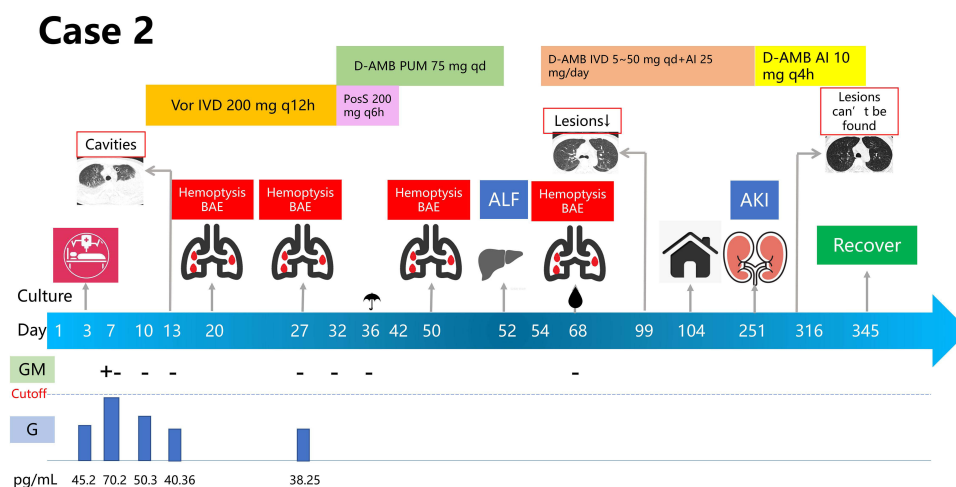 Case 2
D-AMB PUM 75 mg qd
D-AMB IVD 5~50 mg qd+AI 25
mg/day
D-AMB AI 10
mg q4h
Vor IVD 200 mg q12h
PosS 200
mg q6h
Cavities
Lesions↓
Lesions
can't be
found
Hemoptysis
BAE
Hemoptysis
BAE
Hemoptysis
BAE
ALF
Hemoptysis
BAE
AKI
Recover
Culture
Day 1 3 7 10 13 20 27 32 36 42 50 52 54 68 99 104 251 316 345
GM +- - - - - - -
Cutoff
G
pg/mL 45.2 70.2 50.3 40.36 38.25